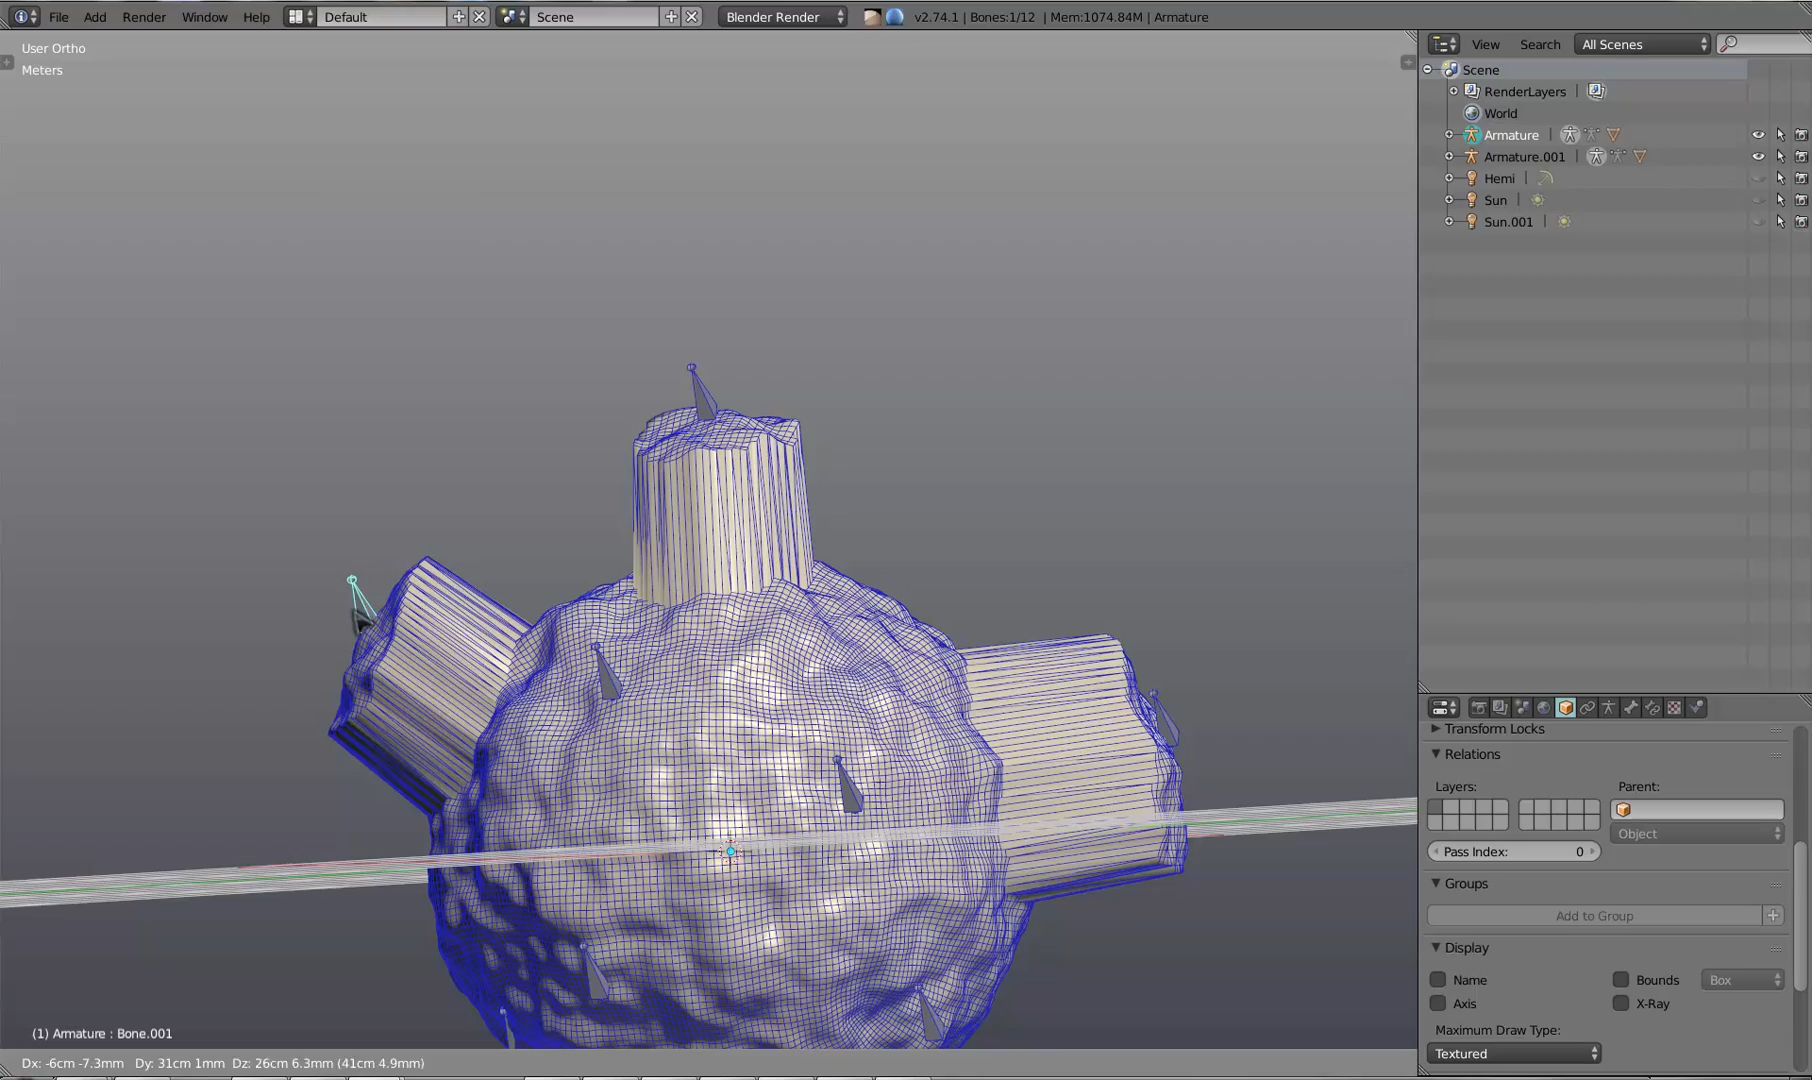 File Add Render Window Help Default Scene Blender Render v2.74.1 | Bones:1/12 | Mem:1074.84M | Armature
User Ortho
Meters
View Search All Scenes
Scene
RenderLayers
World
Armature
Armature.001
Hemi
Sun
Sun.001
Transform Locks
Relations
Layers: Parent:
Object
Pass Index: 0
Groups
Add to Group
Display
Name Bounds Box
Axis X-Ray
Maximum Draw Type:
Textured
(1) Armature : Bone.001
Dx: -6cm -7.3mm Dy: 31cm 1mm Dz: 26cm 6.3mm (41cm 4.9mm)